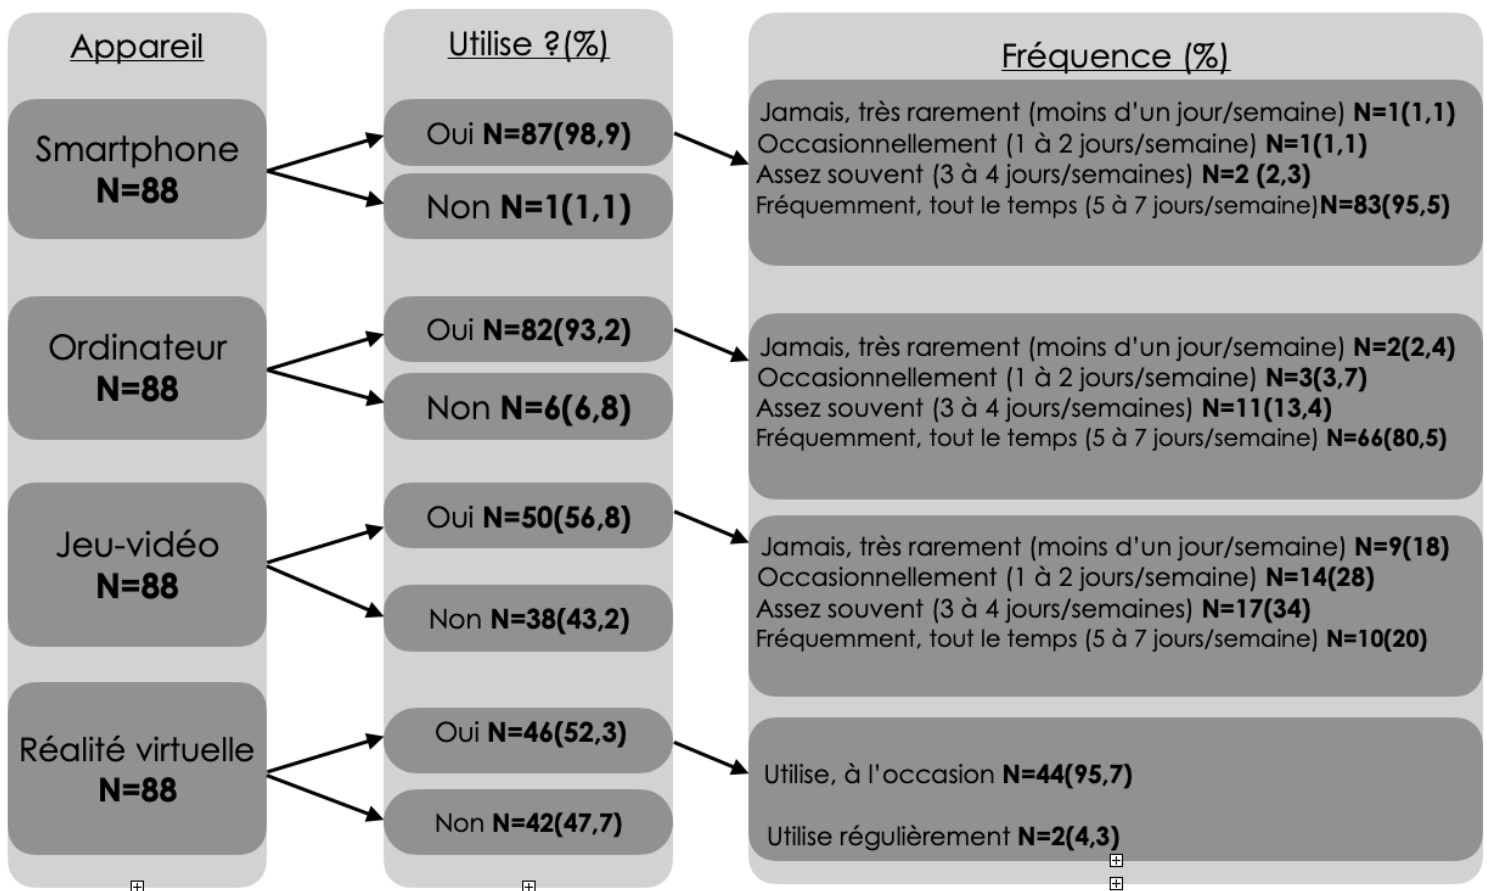 Appareil
Utilise ?(%)
Fréquence (%)
Smartphone
N=88
Oui N=87(98,9)
Non N=1(1,1)
Jamais, très rarement (moins d'un jour/semaine) N=1(1,1)
Occasionnellement (1 à 2 jours/semaine) N=1(1,1)
Assez souvent (3 à 4 jours/semaines) N=2 (2,3)
Fréquemment, tout le temps (5 à 7 jours/semaine)N=83(95,5)
Ordinateur
N=88
Oui N=82(93,2)
Non N=6(6,8)
Jamais, très rarement (moins d'un jour/semaine) N=2(2,4)
Occasionnellement (1 à 2 jours/semaine) N=3(3,7)
Assez souvent (3 à 4 jours/semaines) N=11(13,4)
Fréquemment, tout le temps (5 à 7 jours/semaine) N=66(80,5)
Jeu-vidéo
N=88
Oui N=50(56,8)
Non N=38(43,2)
Jamais, très rarement (moins d'un jour/semaine) N=9(18)
Occasionnellement (1 à 2 jours/semaine) N=14(28)
Assez souvent (3 à 4 jours/semaines) N=17(34)
Fréquemment, tout le temps (5 à 7 jours/semaine) N=10(20)
Réalité virtuelle
N=88
Oui N=46(52,3)
Non N=42(47,7)
Utilise, à l'occasion N=44(95,7)
Utilise régulièrement N=2(4,3)